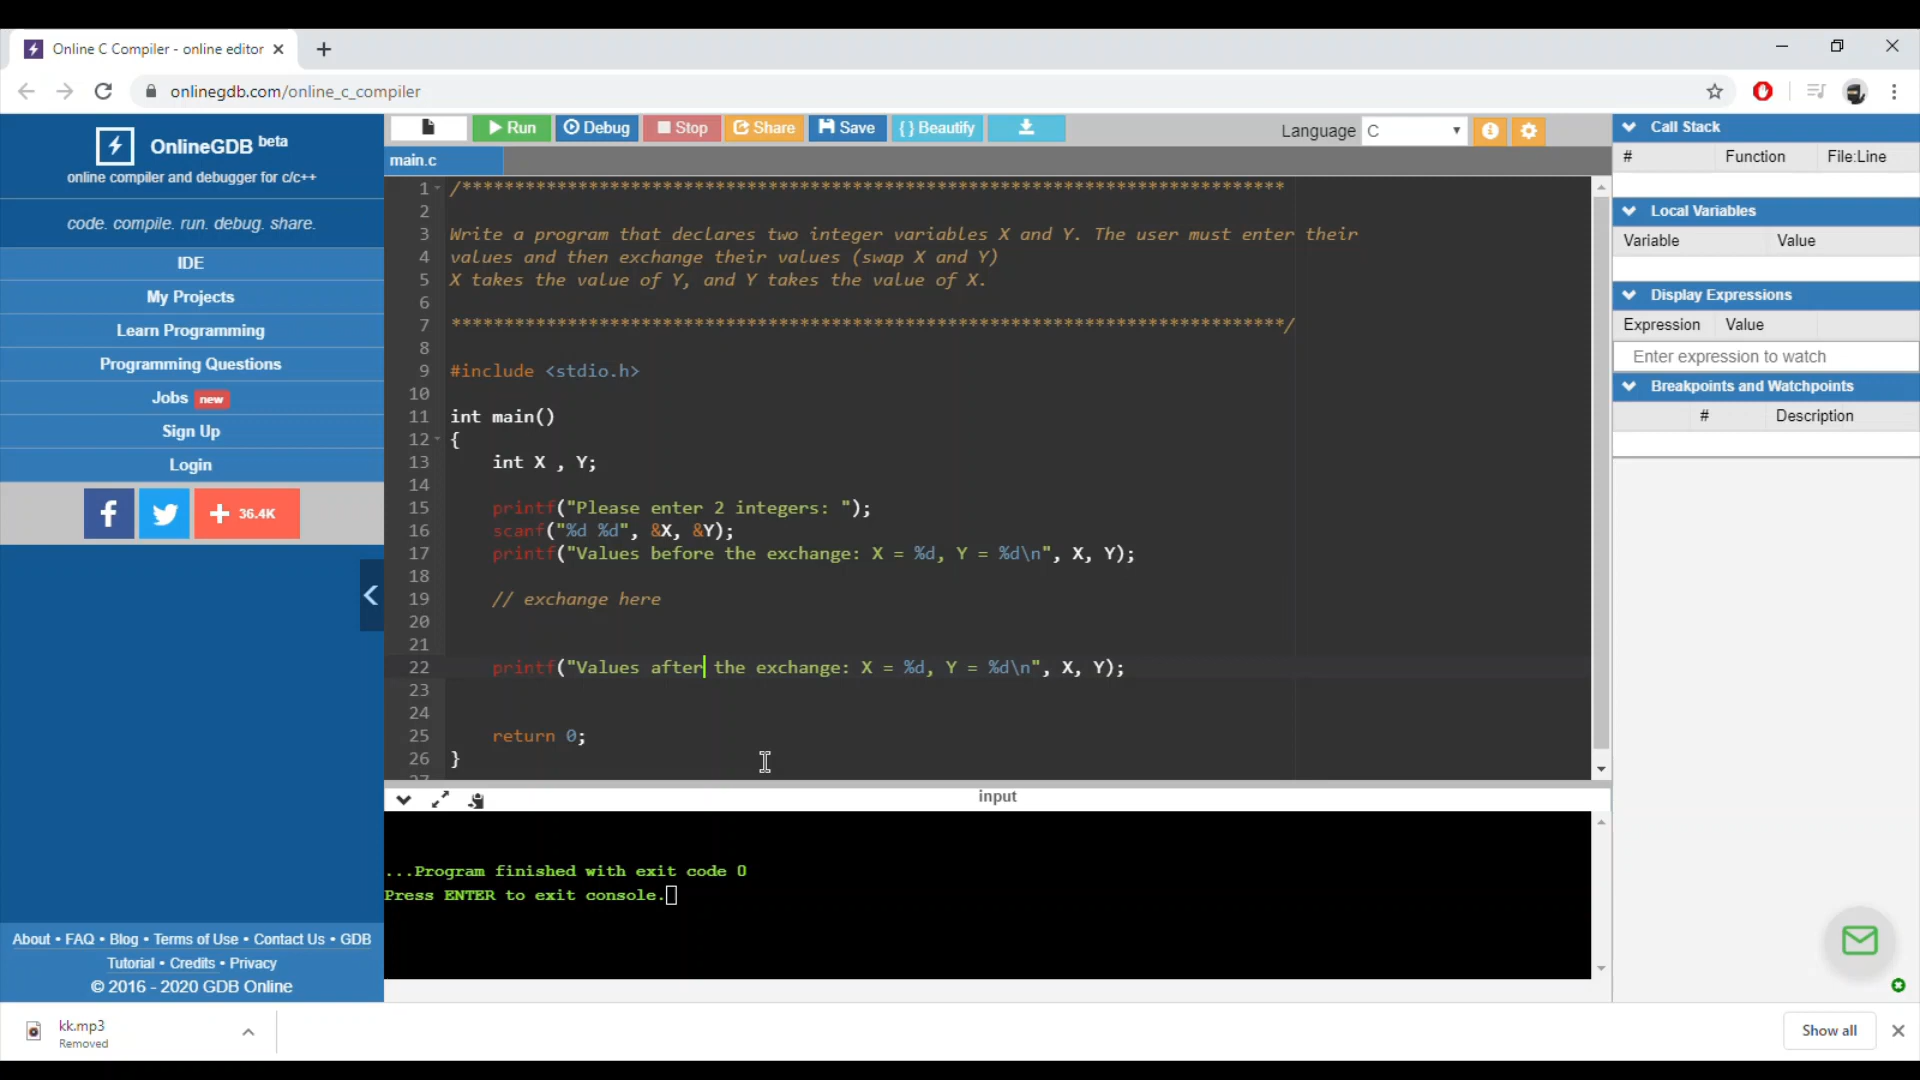 Online C Compiler - online editor
onlinegdb.com/online_c_compiler
OnlineGDB beta
online compiler and debugger for c/c++
code. compile. run. debug. share.
IDE
My Projects
Learn Programming
Programming Questions
Jobs new
Sign Up
Login
f
+ 36.4K
About • FAQ • Blog • Terms of Use • Contact Us • GDB
Tutorial • Credits • Privacy
© 2016 - 2020 GDB Online
Run Debug Stop Share Save { } Beautify
Language C
main.c
1 /******************************************************************************
2
3 Write a program that declares two integer variables X and Y. The user must enter their
4 values and then exchange their values (swap X and Y)
5 X takes the value of Y, and Y takes the value of X.
6
7 *******************************************************************************/
8
9 #include <stdio.h>
10
11 int main()
12 {
13 int X , Y;
14
15 printf("Please enter 2 integers: ");
16 scanf("%d %d", &X, &Y);
17 printf("Values before the exchange: X = %d, Y = %d\n", X, Y);
18
19 // exchange here
20
21
22 printf("Values after the exchange: X = %d, Y = %d\n", X, Y);
23
24
25 return 0;
26 }
27
input
...Program finished with exit code 0
Press ENTER to exit console.
Call Stack
# Function File:Line
Local Variables
Variable Value
Display Expressions
Expression Value
Enter expression to watch
Breakpoints and Watchpoints
# Description
kk.mp3
Removed
Show all